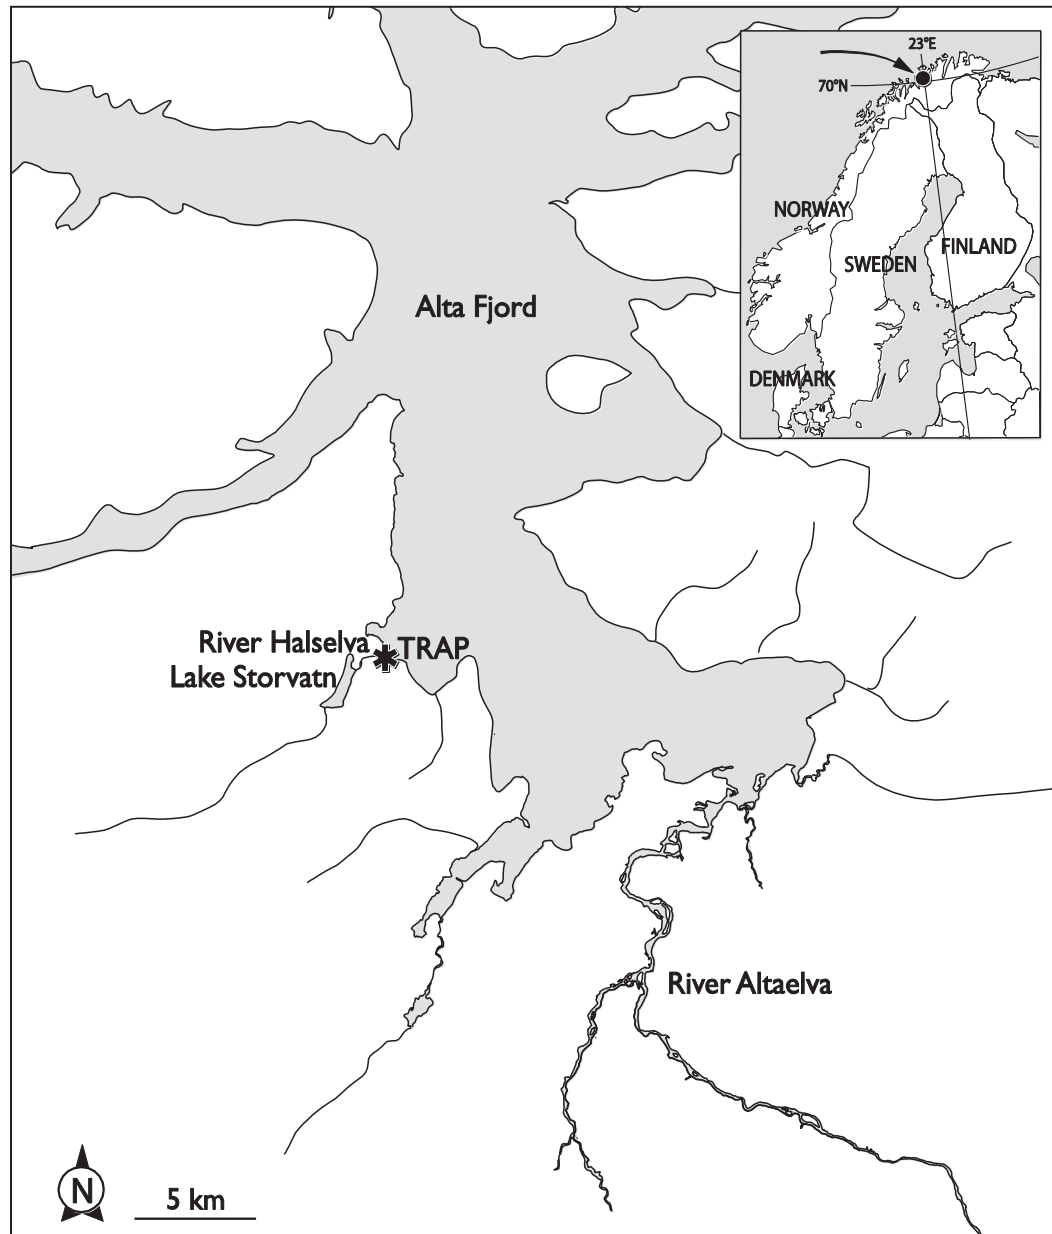 23°E
70°N
NORWAY
FINLAND
SWEDEN
Alta Fjord
DENMARK
River Halselva
TRAP
Lake Storvatn
River Altaelva
N
5 km